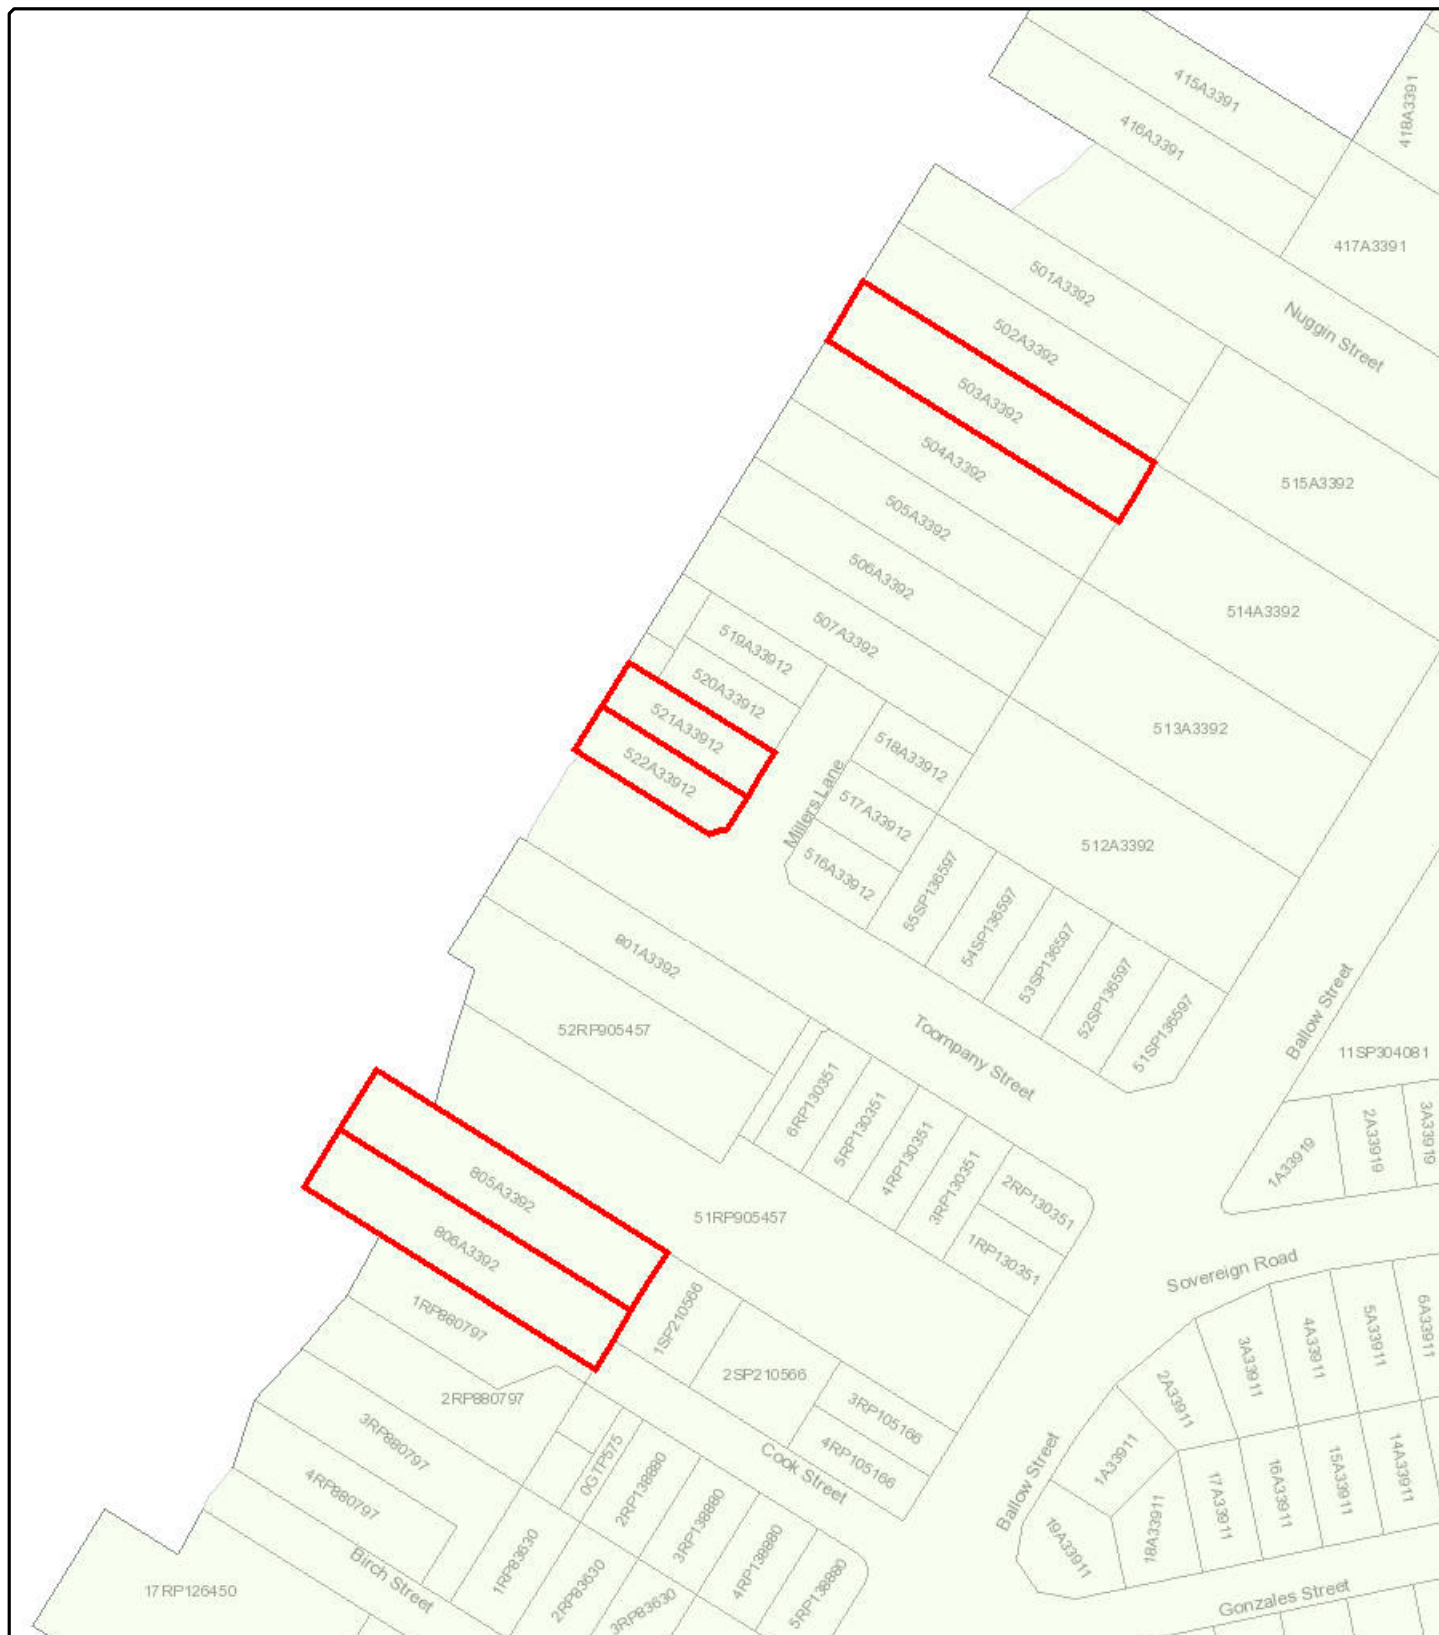 415A3391
418A3391
416A3391
417A3391
501A3392
Nuggin Street
502A3392
503A3392
504A3392
515A3392
505A3392
506A3392
514A3392
507A3392
519A33912
520A33912
521A33912
513A3392
518A33912
522A33912
Millers Lane
517A33912
512A3392
516A33912
55SP136597
54SP136597
53SP136597
52SP136597
51SP136597
801A3392
Ballow Street
52RP905457
Toompany Street
11SP304081
6RP130351
5RP130351
4RP130351
3RP130351
2RP130351
1RP130351
1A33919
2A33919
3A33919
805A3392
51RP905457
806A3392
Sovereign Road
1RP880797
1SP210566
2SP210566
3RP105166
4RP105166
6A33911
5A33911
4A33911
3A33911
2A33911
2RP880797
3RP880797
4RP880797
0GTP575
2RP138880
Cook Street
Ballow Street
1A33911
14A33911
15A33911
16A33911
17A33911
18A33911
19A33911
3RP138880
4RP138880
5RP138880
1RP83630
2RP83630
3RP83630
Birch Street
17RP126450
Gonzales Street